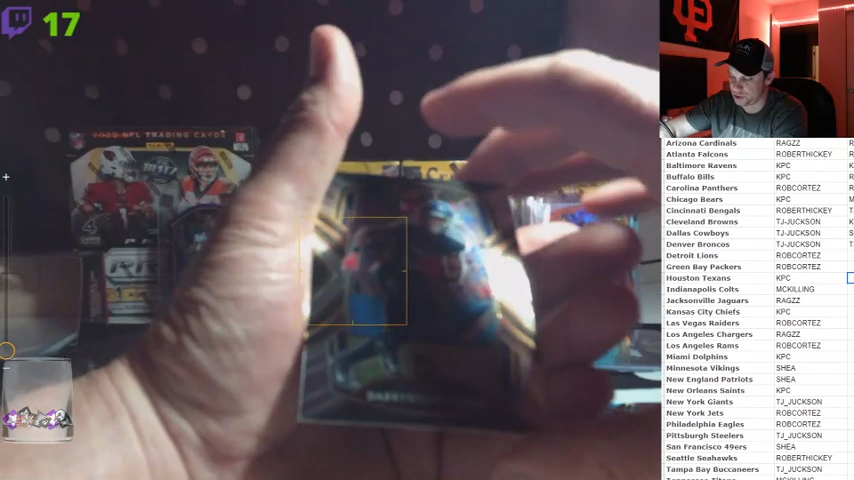 17
2020 NFL TRADING CARDS
Arizona Cardinals RAGZZ
Atlanta Falcons ROBERTHICKEY
Baltimore Ravens KPC
Buffalo Bills KPC
Carolina Panthers ROBCORTEZ
Chicago Bears KPC
Cincinnati Bengals ROBERTHICKEY
Cleveland Browns TJ-JUCKSON
Dallas Cowboys TJ-JUCKSON
Denver Broncos TJ-JUCKSON
Detroit Lions ROBCORTEZ
Green Bay Packers ROBCORTEZ
Houston Texans KPC
Indianapolis Colts MCKILLING
Jacksonville Jaguars RAGZZ
Kansas City Chiefs KPC
Las Vegas Raiders ROBCORTEZ
Los Angeles Chargers RAGZZ
Los Angeles Rams ROBCORTEZ
Miami Dolphins KPC
Minnesota Vikings SHEA
New England Patriots SHEA
New Orleans Saints KPC
New York Giants TJ_JUCKSON
New York Jets ROBCORTEZ
Philadelphia Eagles ROBCORTEZ
Pittsburgh Steelers TJ_JUCKSON
San Francisco 49ers SHEA
Seattle Seahawks ROBERTHICKEY
Tampa Bay Buccaneers TJ_JUCKSON
Tennessee Titans MCKILLING